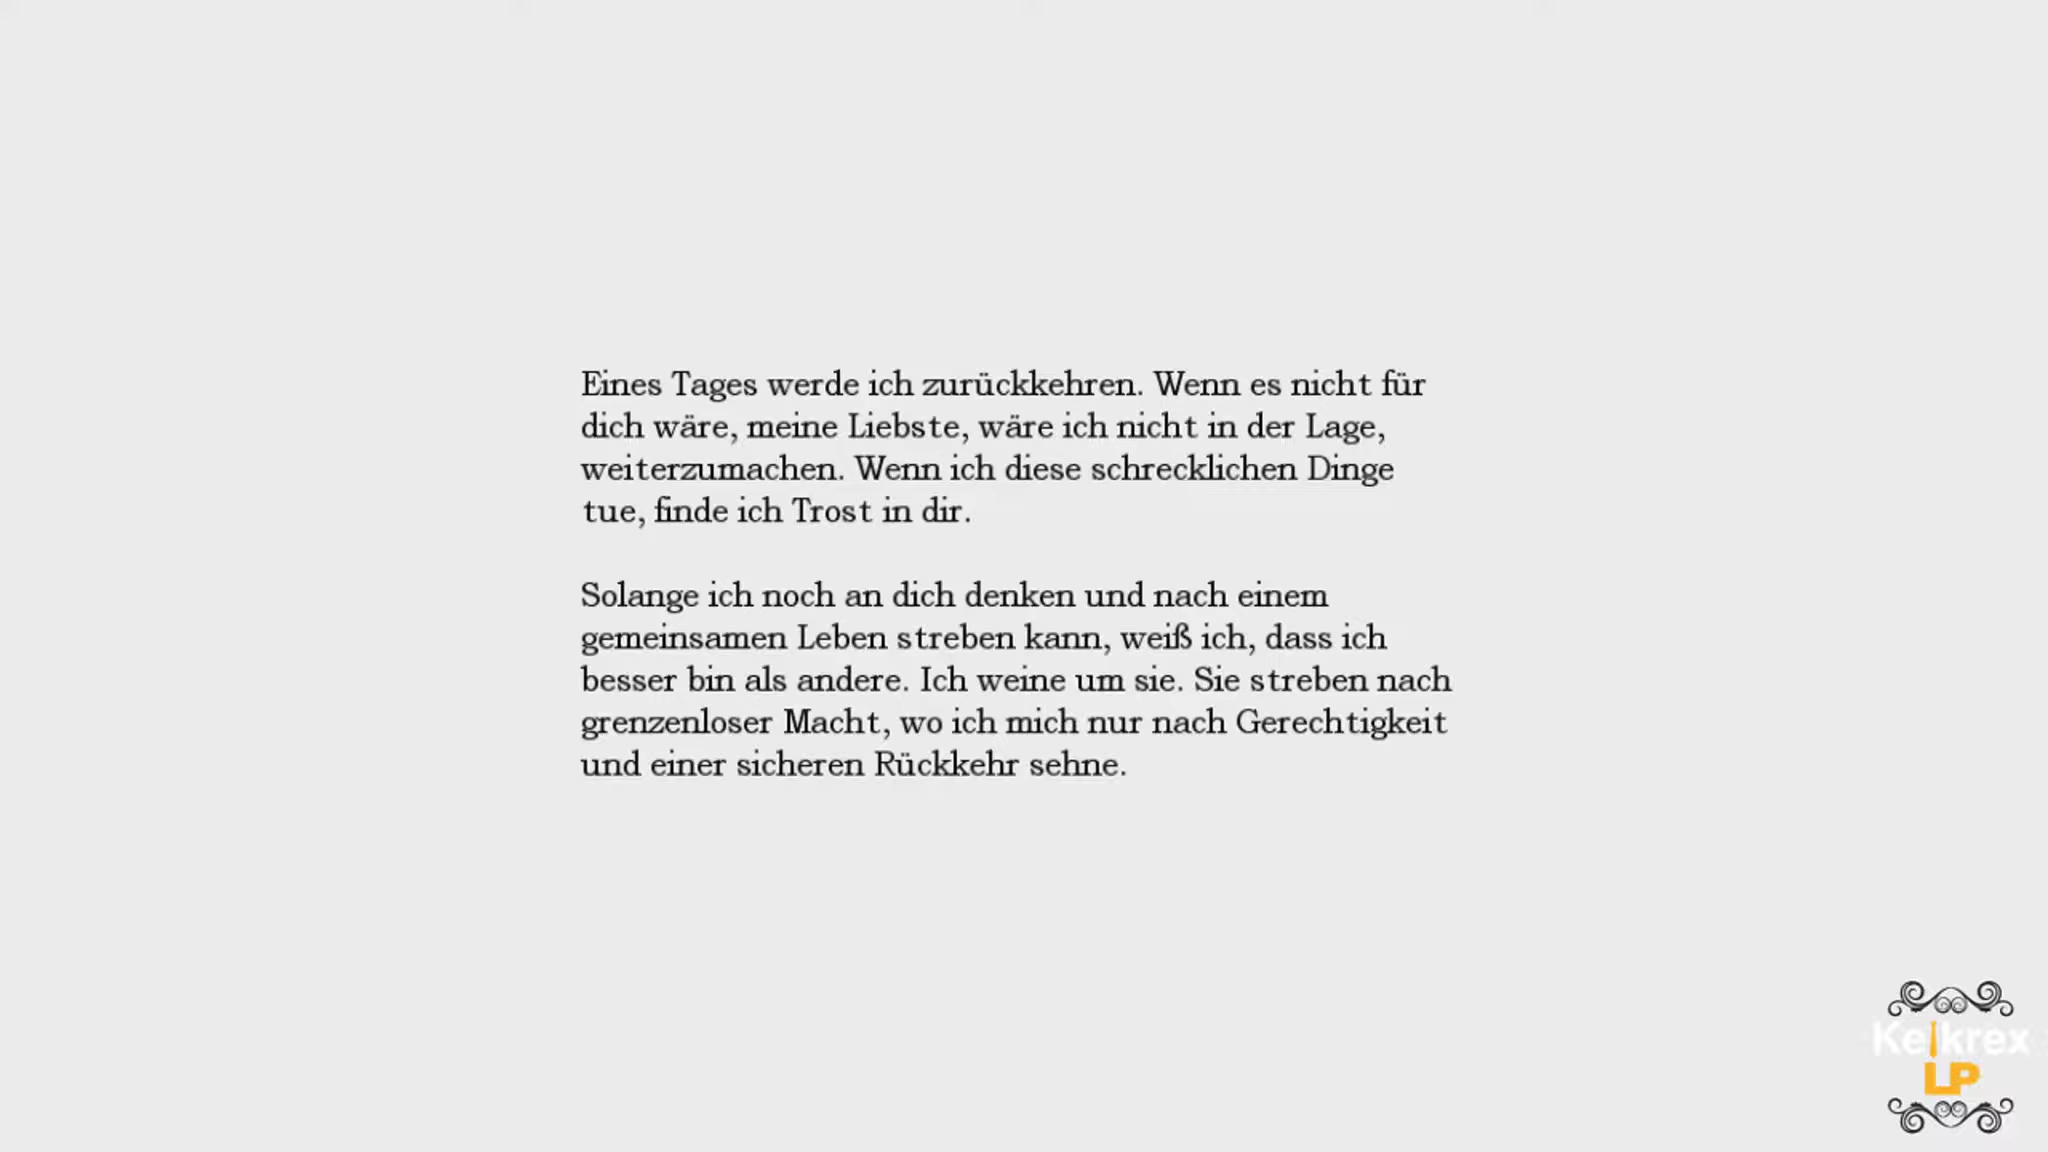 Eines Tages werde ich zurückkehren. Wenn es nicht für
dich wäre, meine Liebste, wäre ich nicht in der Lage,
weiterzumachen. Wenn ich diese schrecklichen Dinge
tue, finde ich Trost in dir.
Solange ich noch an dich denken und nach einem
gemeinsamen Leben streben kann, weiß ich, dass ich
besser bin als andere. Ich weine um sie. Sie streben nach
grenzenloser Macht, wo ich mich nur nach Gerechtigkeit
und einer sicheren Rückkehr sehne.
Kelkrex
LP